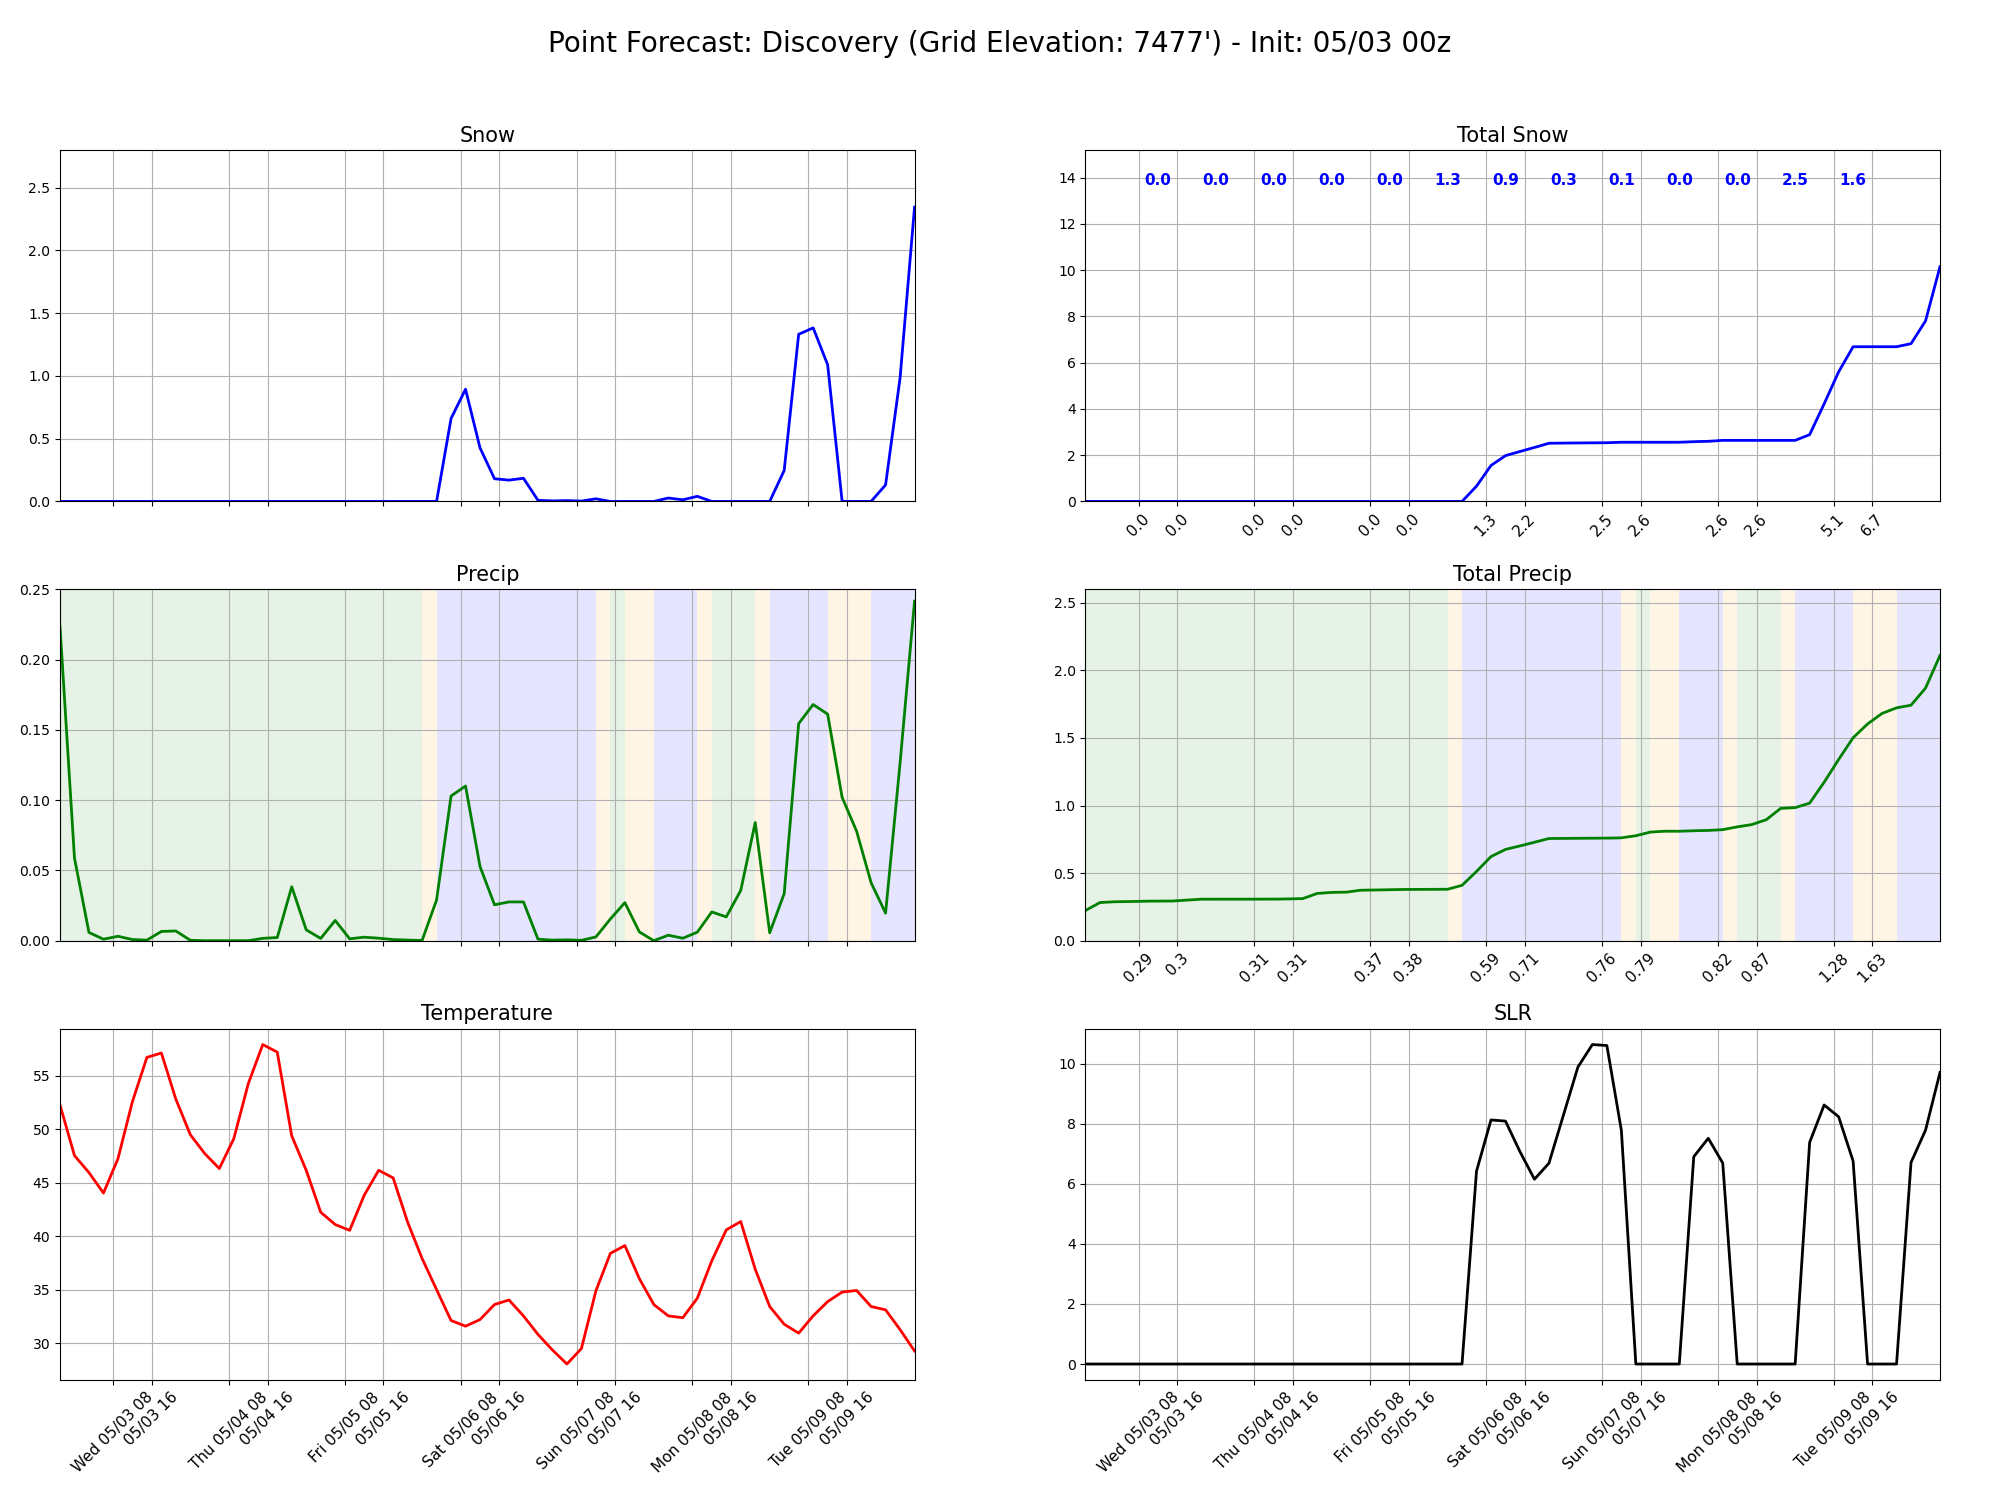 Point Forecast: Discovery (Grid Elevation: 7477') - Init: 05/03 00z
Snow
2.5
2.0
1.5
1.0
0.5
0.0
Total Snow
14
12
10
8
6
4
2
0
0.0 0.0 0.0 0.0 0.0 1.3 0.9 0.3 0.1 0.0 0.0 2.5 1.6
0.0 0.0 0.0 0.0 0.0 0.0 1.3 2.2 2.5 2.6 2.6 2.6 5.1 6.7
Precip
0.25
0.20
0.15
0.10
0.05
0.00
Total Precip
2.5
2.0
1.5
1.0
0.5
0.0
0.29 0.3 0.31 0.31 0.37 0.38 0.59 0.71 0.76 0.79 0.82 0.87 1.28 1.63
Temperature
55
50
45
40
35
30
Wed 05/03 08
05/03 16
Thu 05/04 08
05/04 16
Fri 05/05 08
05/05 16
Sat 05/06 08
05/06 16
Sun 05/07 08
05/07 16
Mon 05/08 08
05/08 16
Tue 05/09 08
05/09 16
SLR
10
8
6
4
2
0
Wed 05/03 08
05/03 16
Thu 05/04 08
05/04 16
Fri 05/05 08
05/05 16
Sat 05/06 08
05/06 16
Sun 05/07 08
05/07 16
Mon 05/08 08
05/08 16
Tue 05/09 08
05/09 16